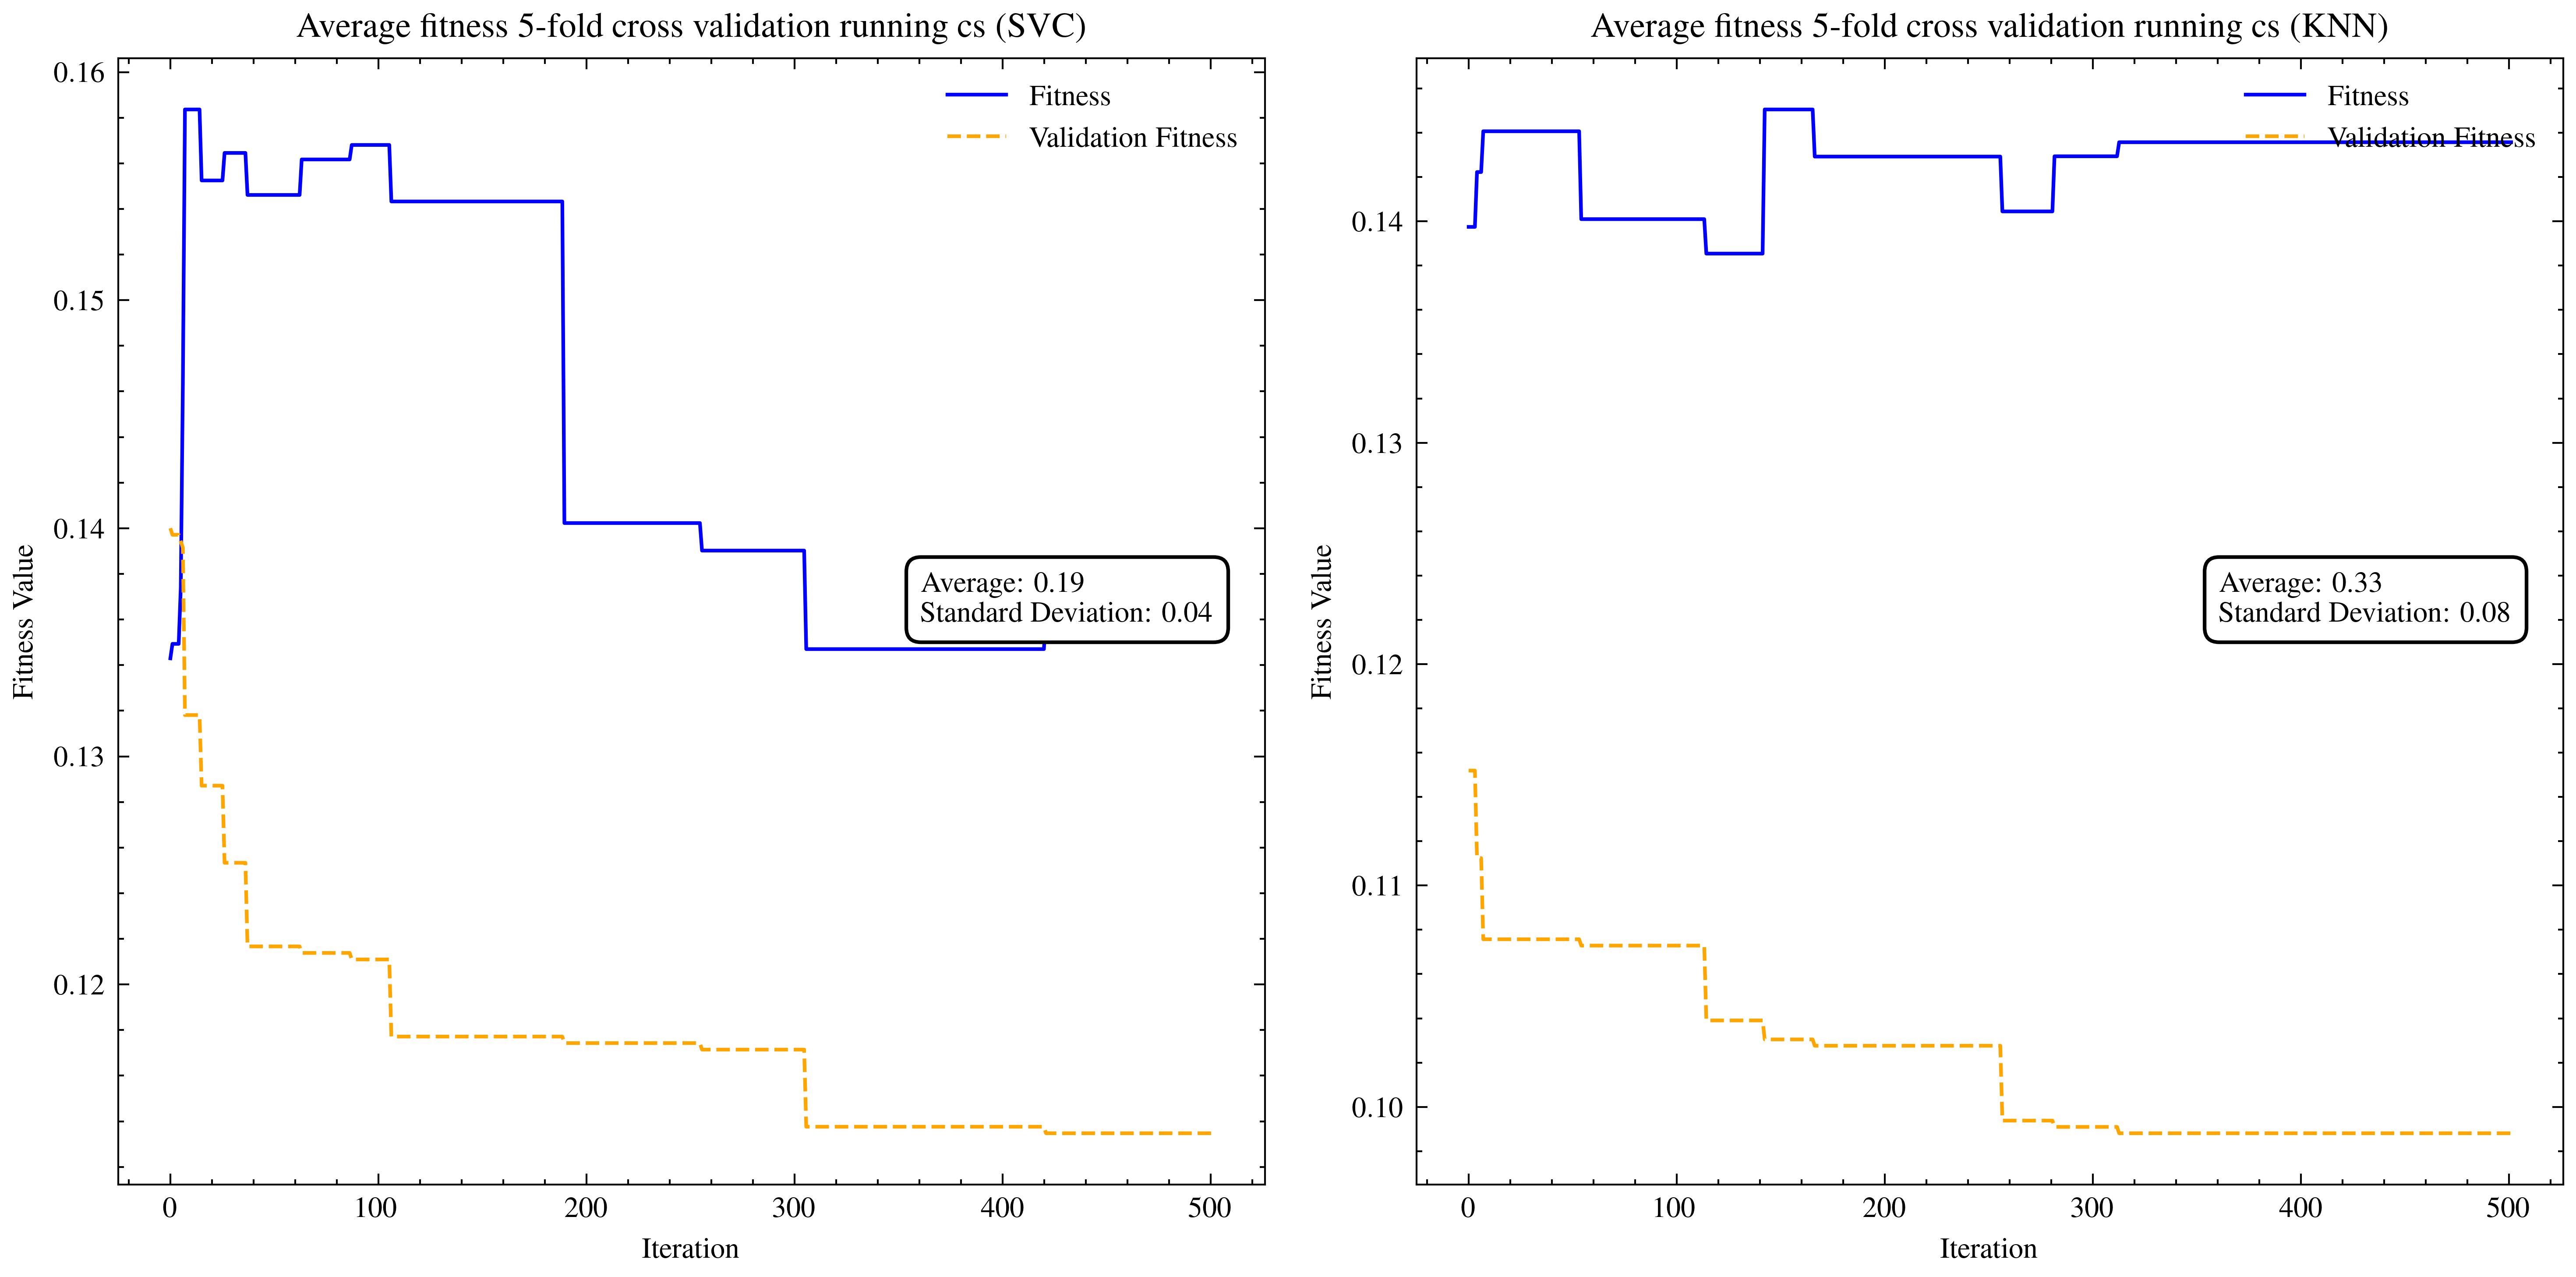 Average fitness 5-fold cross validation running cs (SVC)
0.16
0.15
0.14
0.13
0.12
Fitness Value
0
100
200
300
400
500
Iteration
Fitness
Validation Fitness
Average: 0.19
Standard Deviation: 0.04
Average fitness 5-fold cross validation running cs (KNN)
0.14
0.13
0.12
0.11
0.10
Fitness Value
0
100
200
300
400
500
Iteration
Fitness
Validation Fitness
Average: 0.33
Standard Deviation: 0.08